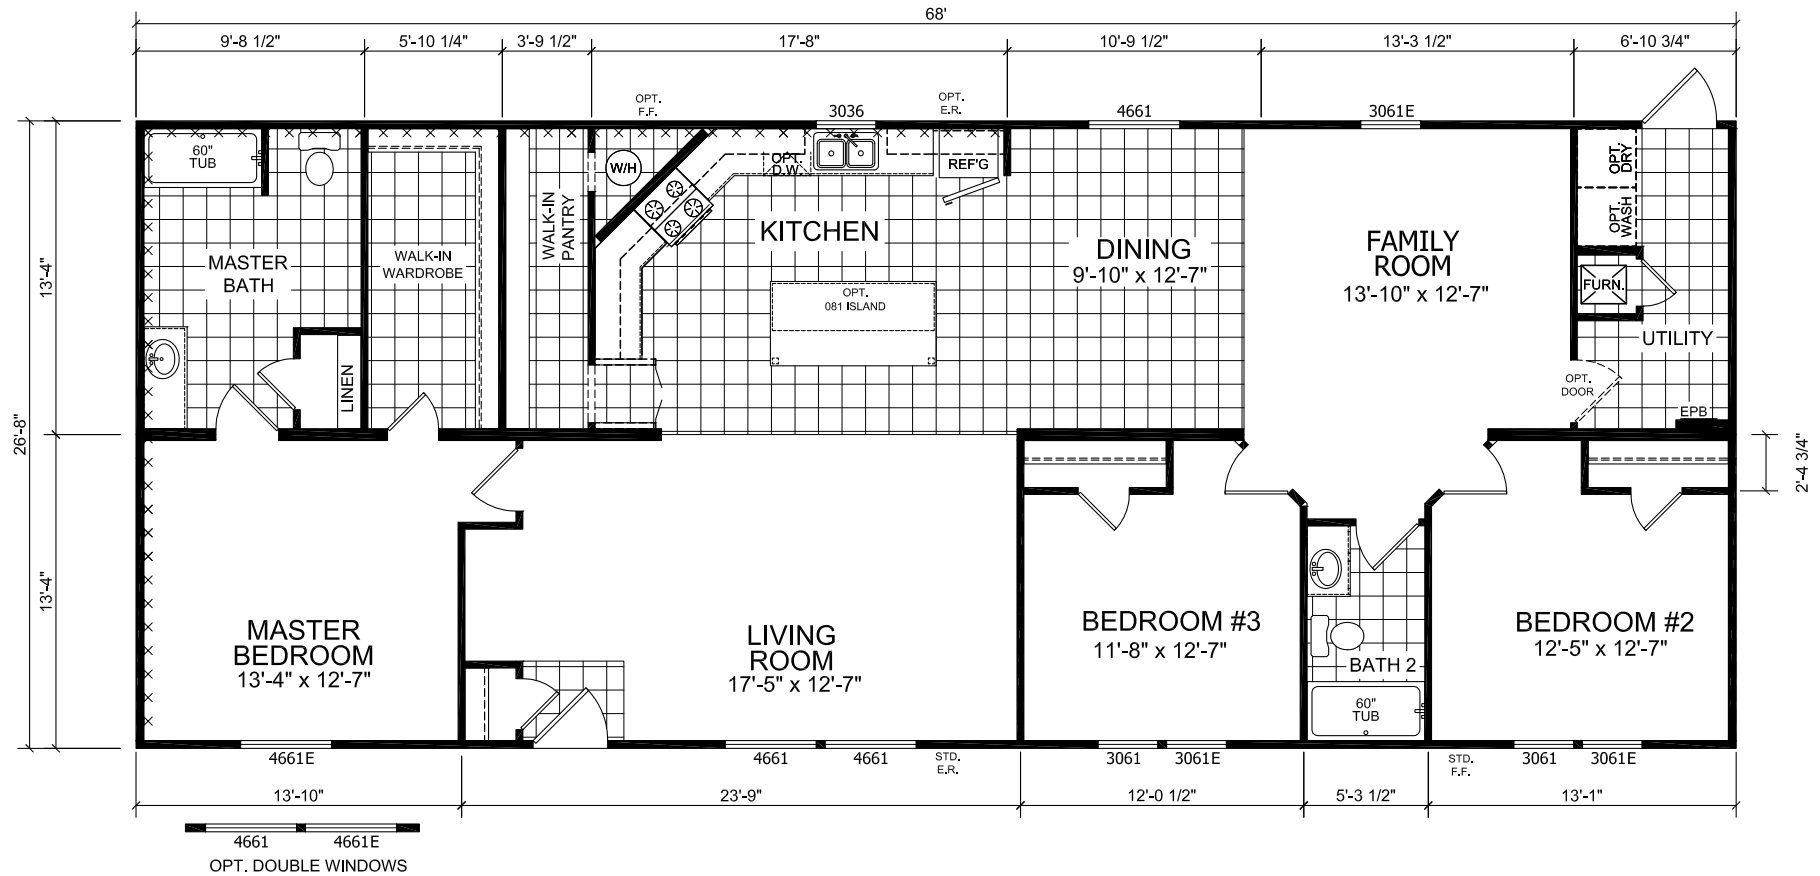 68'
9'-8 1/2"
5'-10 1/4"
3'-9 1/2"
17'-8"
10'-9 1/2"
13'-3 1/2"
6'-10 3/4"
OPT.
F.F.
3036
OPT.
E.R.
4661
3061E
60"
TUB
W/H
OPT.
D.W.
REF'G
OPT.
DRY
OPT.
WASH
WALK-IN
PANTRY
KITCHEN
DINING
9'-10" x 12'-7"
FAMILY
ROOM
13'-10" x 12'-7"
MASTER
BATH
WALK-IN
WARDROBE
OPT.
081 ISLAND
FURN.
UTILITY
LINEN
OPT.
DOOR
EPB
13'-4"
26'-8"
13'-4"
2'-4 3/4"
MASTER
BEDROOM
13'-4" x 12'-7"
LIVING
ROOM
17'-5" x 12'-7"
BEDROOM #3
11'-8" x 12'-7"
BATH 2
60"
TUB
BEDROOM #2
12'-5" x 12'-7"
4661E
4661
4661
STD.
E.R.
3061
3061E
STD.
F.F.
3061
3061E
13'-10"
23'-9"
12'-0 1/2"
5'-3 1/2"
13'-1"
4661
4661E
OPT. DOUBLE WINDOWS